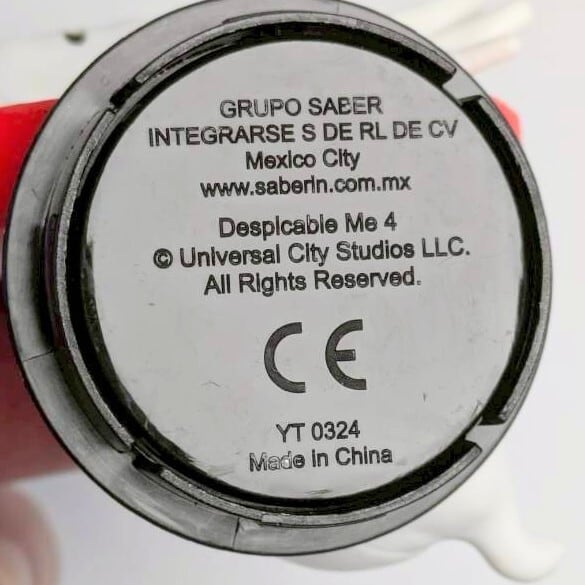 GRUPO SABER
INTEGRARSE S DE RL DE CV
Mexico City
www.saberin.com.mx
Despicable Me 4
© Universal City Studios LLC.
All Rights Reserved.
CE
YT 0324
Made in China